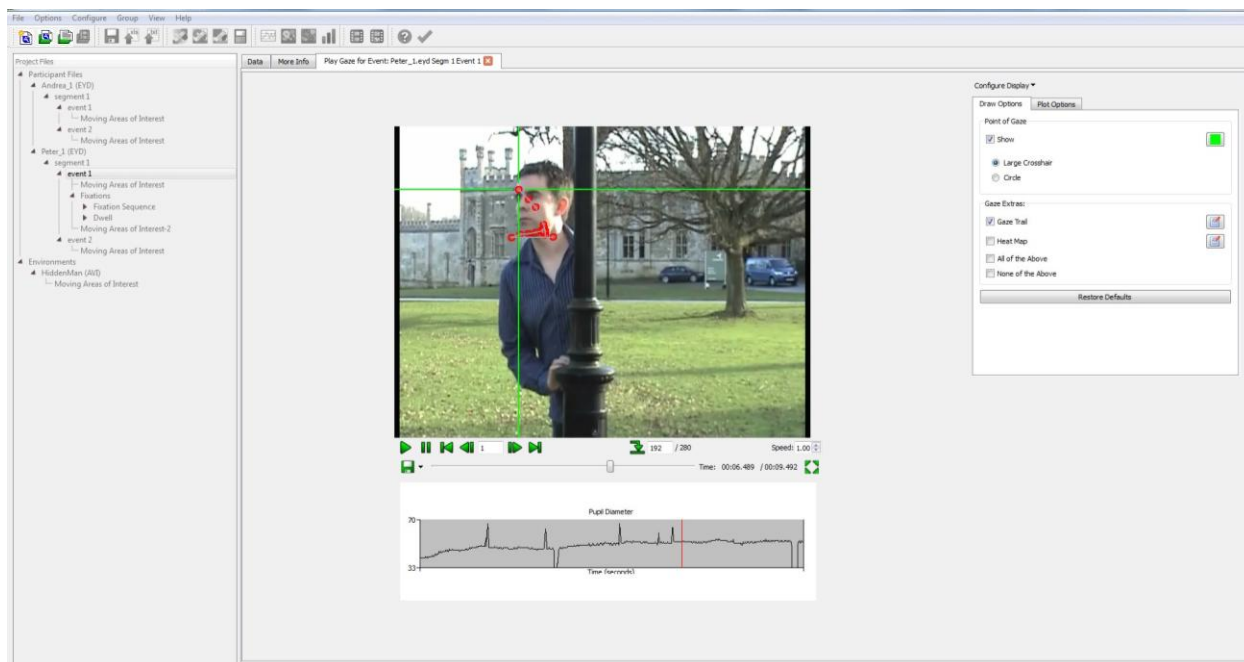 File Options Configure Group View Help
Project Files
Participant Files
Andrea_1 (EYD)
segment 1
event 1
Moving Areas of Interest
event 2
Moving Areas of Interest
Peter_1 (EYD)
segment 1
event 1
Moving Areas of Interest
Fixations
Fixation Sequence
Dwell
Moving Areas of Interest-2
event 2
Moving Areas of Interest
Environments
HiddenMan (AVI)
Moving Areas of Interest
Data More Info Play Gaze for Event: Peter_1.eyd Segm 1 Event 1
1 192 /280 Speed: 1.00
Time: 00:06.489 /00:09.492
Pupil Diameter
70
33
Time (seconds)
Configure Display
Draw Options Plot Options
Point of Gaze
Show
Large Crosshair
Circle
Gaze Extras:
Gaze Trail
Heat Map
All of the Above
None of the Above
Restore Defaults